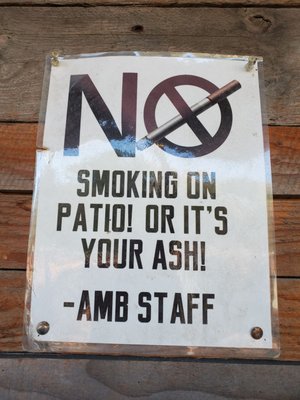 NO
SMOKING ON
PATIO! OR IT'S
YOUR ASH!
-AMB STAFF